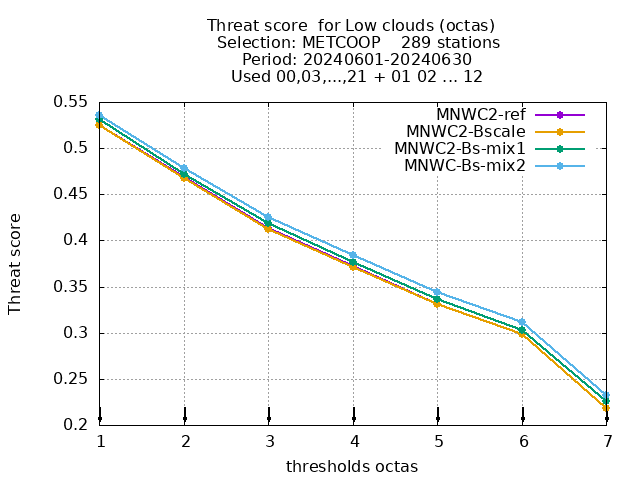 Threat score  for Low clouds (octas)
Selection: METCOOP    289 stations
Period: 20240601-20240630
Used 00,03,...,21 + 01 02 ... 12
MNWC2-ref
MNWC2-Bscale
MNWC2-Bs-mix1
MNWC-Bs-mix2
Threat score
0.55
0.5
0.45
0.4
0.35
0.3
0.25
0.2
1 2 3 4 5 6 7
thresholds octas